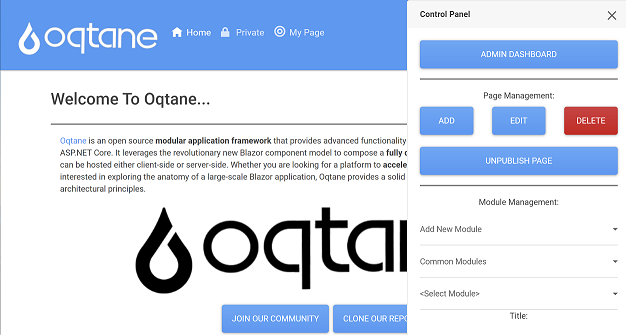 oqtane Home Private My Page
Welcome To Oqtane...
Oqtane is an open source modular application framework that provides advanced functionality
ASP.NET Core. It leverages the revolutionary new Blazor component model to compose a fully
can be hosted either client-side or server-side. Whether you are looking for a platform to
interested in exploring the anatomy of a large-scale Blazor application, Oqtane provides a solid
architectural principles.
oqtan
JOIN OUR COMMUNITY CLONE OUR
Control Panel
ADMIN DASHBOARD
Page Management:
ADD EDIT DELETE
UNPUBLISH PAGE
Module Management:
Add New Module
Common Modules
<Select Module>
Title: